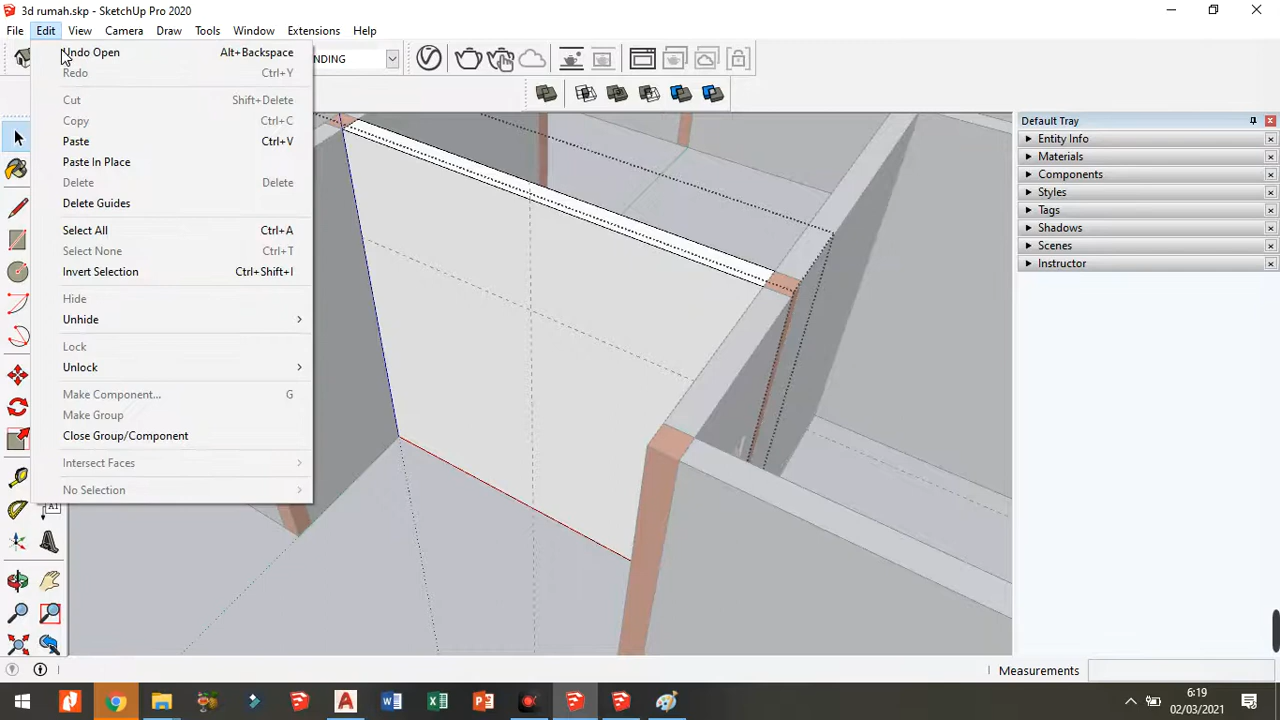 3d rumah.skp - SketchUp Pro 2020
File Edit View Camera Draw Tools Window Extensions Help
NDING
Undo Open Alt+Backspace
Redo Ctrl+Y
Cut Shift+Delete
Copy Ctrl+C
Paste Ctrl+V
Paste In Place
Delete Delete
Delete Guides
Select All Ctrl+A
Select None Ctrl+T
Invert Selection Ctrl+Shift+I
Hide
Unhide
Lock
Unlock
Make Component... G
Make Group
Close Group/Component
Intersect Faces
No Selection
Default Tray
Entity Info
Materials
Components
Styles
Tags
Shadows
Scenes
Instructor
A1
Measurements
6:19
02/03/2021